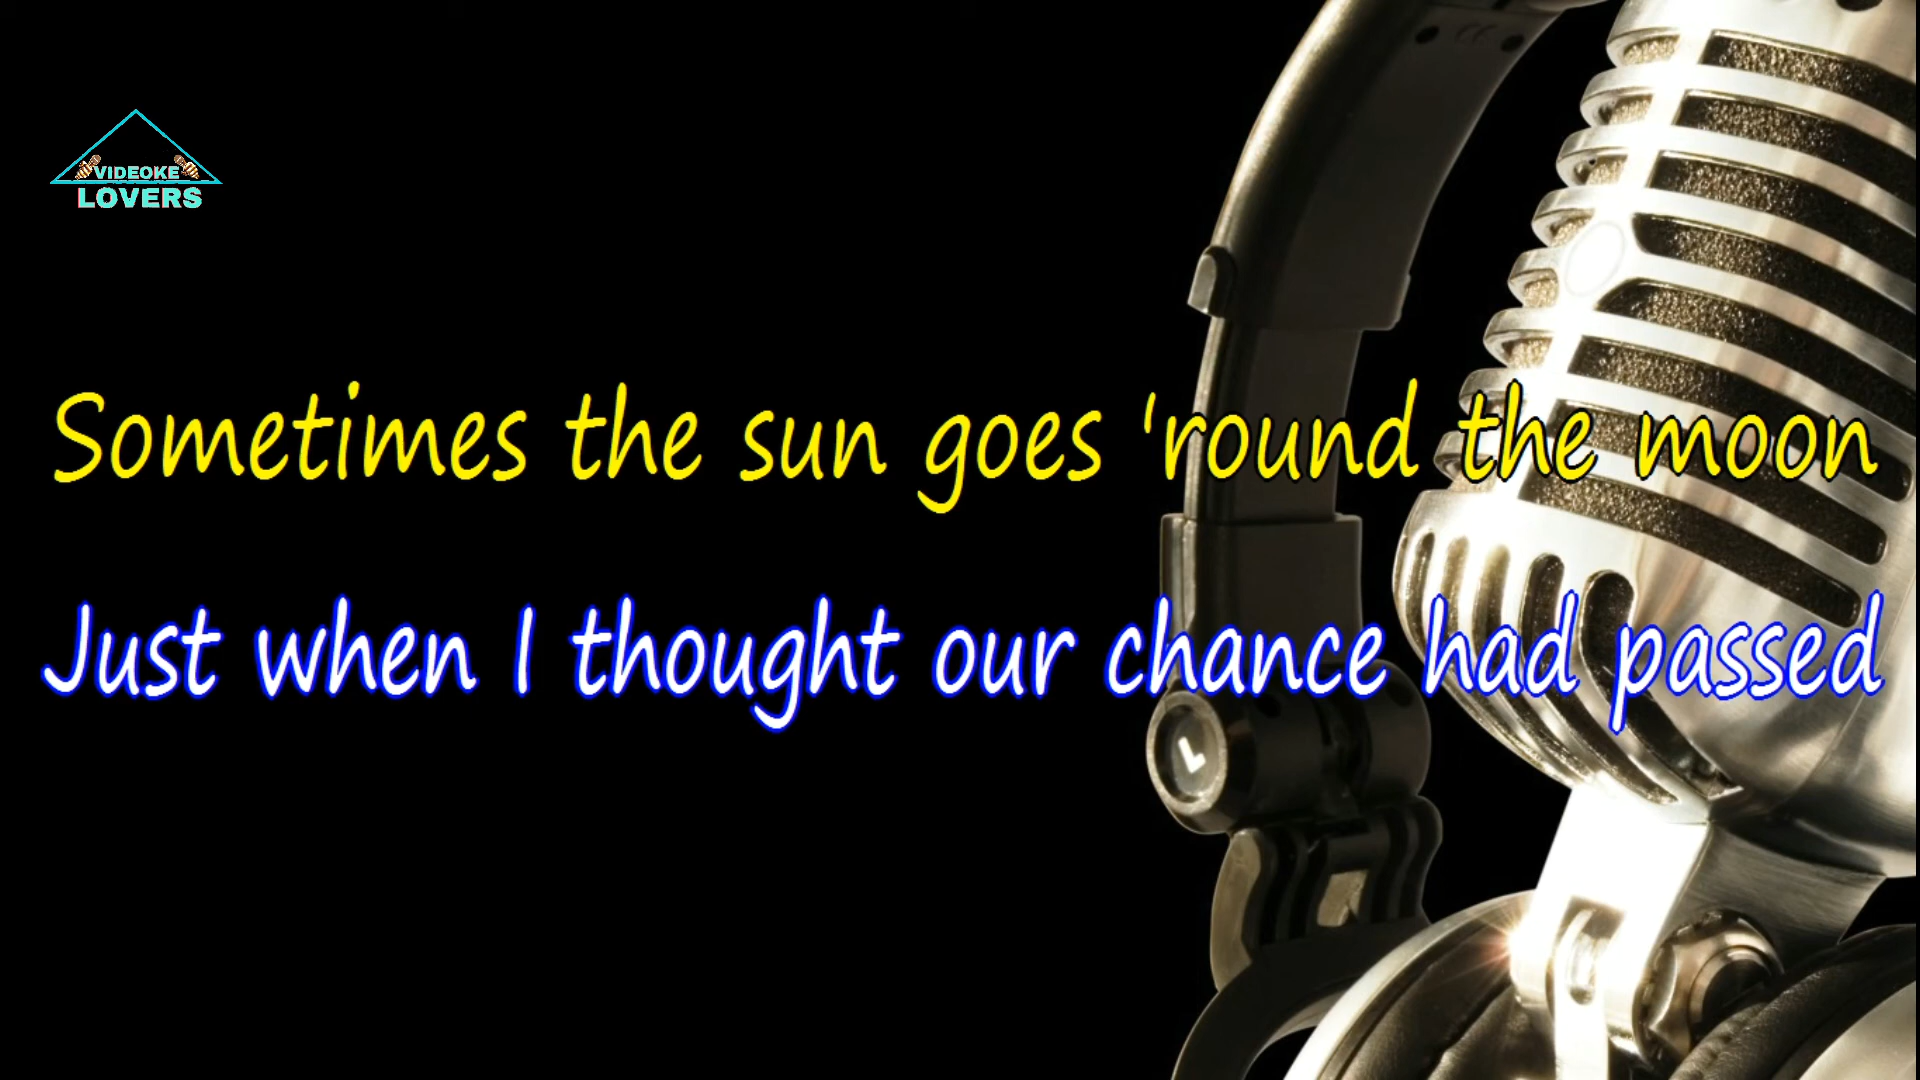 VIDEOKE
LOVERS
Sometimes the sun goes 'round the moon
Just when I thought our chance had passed
L